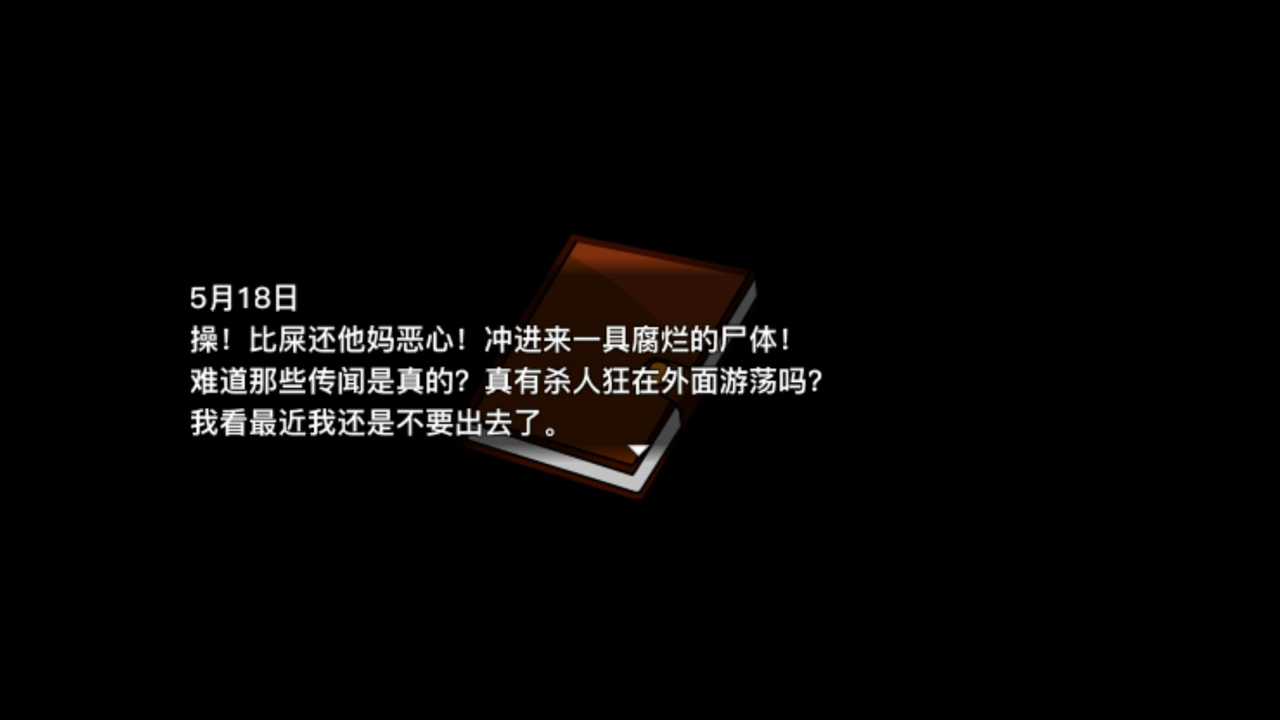 5月18日
操！比屎还他妈恶心！冲进来一具腐烂的尸体！
难道那些传闻是真的？真有杀人狂在外面游荡吗？
我看最近我还是不要出去了。